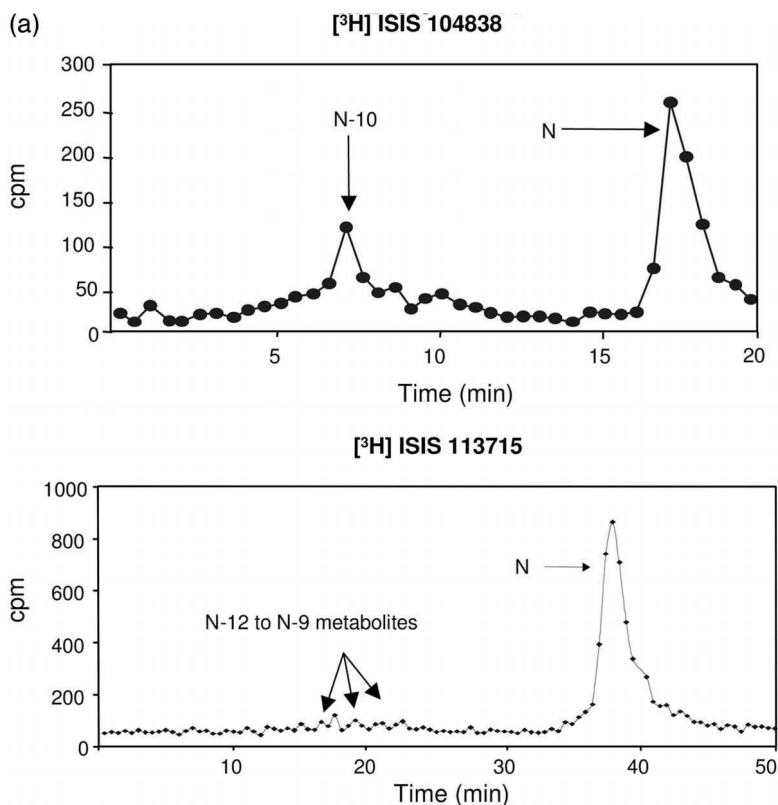 (a)
[³H] ISIS 104838
300
250
200
150
100
50
0
cpm
N-10
N
5
10
15
20
Time (min)
[³H] ISIS 113715
1000
800
600
400
200
0
cpm
N
N-12 to N-9 metabolites
10
20
30
40
50
Time (min)